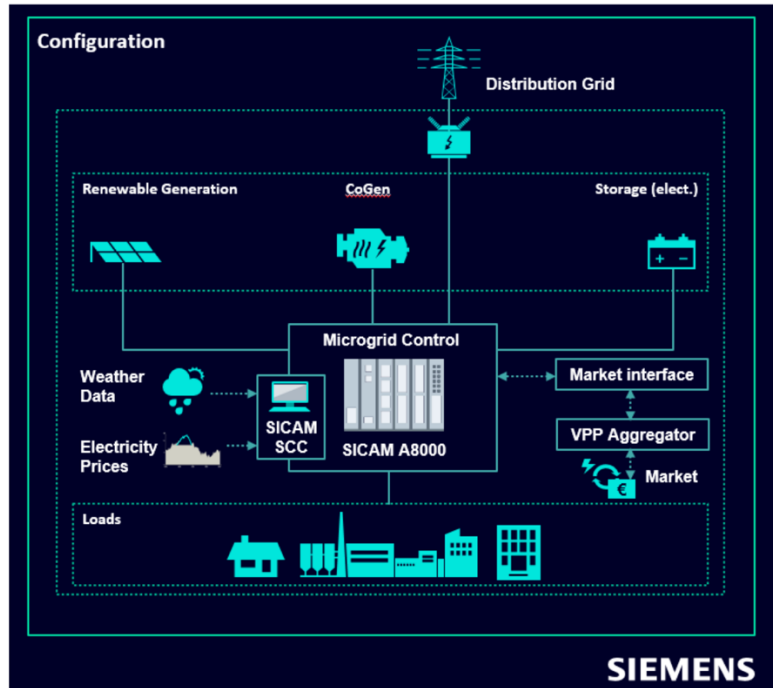 Configuration
Distribution Grid
Renewable Generation
CoGen
Storage (elect.)
Microgrid Control
Weather
Data
Market interface
SICAM
SCC
SICAM A8000
VPP Aggregator
Electricity
Prices
€
Market
Loads
SIEMENS